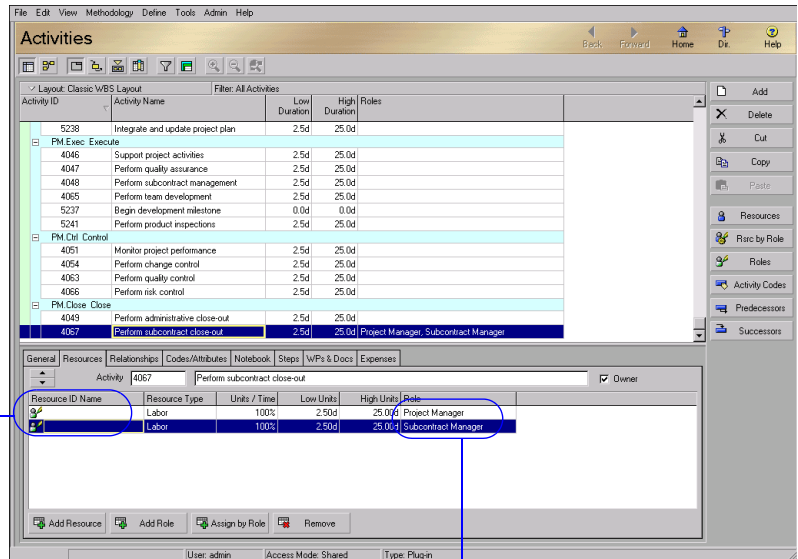 File Edit View Methodology Define Tools Admin Help
Activities
Back Forward Home Dir. Help
Layout: Classic WBS Layout Filter: All Activities
Activity ID Activity Name Low Duration High Duration Roles
5238 Integrate and update project plan 2.5d 25.0d
PM.Exec Execute
4046 Support project activities 2.5d 25.0d
4047 Perform quality assurance 2.5d 25.0d
4048 Perform subcontract management 2.5d 25.0d
4065 Perform team development 2.5d 25.0d
5237 Begin development milestone 0.0d 0.0d
5241 Perform product inspections 2.5d 25.0d
PM.Ctrl Control
4051 Monitor project performance 2.5d 25.0d
4054 Perform change control 2.5d 25.0d
4063 Perform quality control 2.5d 25.0d
4066 Perform risk control 2.5d 25.0d
PM.Close Close
4049 Perform administrative close-out 2.5d 25.0d
4067 Perform subcontract close-out 2.5d 25.0d Project Manager, Subcontract Manager
Add
Delete
Cut
Copy
Paste
Resources
Rsrc by Role
Roles
Activity Codes
Predecessors
Successors
General Resources Relationships Codes/Attributes Notebook Steps WPs & Docs Expenses
Activity 4067 Perform subcontract close-out Owner
Resource ID Name Resource Type Units / Time Low Units High Units Role
Labor 100% 2.50d 25.00d Project Manager
Labor 100% 2.50d 25.00d Subcontract Manager
Add Resource Add Role Assign by Role Remove
User: admin Access Mode: Shared Type: Plug-in